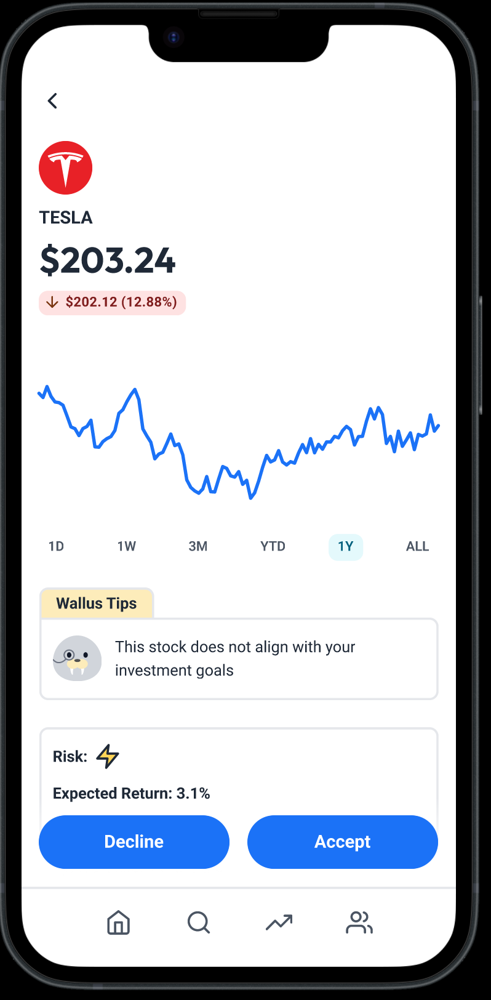 TESLA
$203.24
$202.12 (12.88%)
1D 1W 3M YTD 1Y ALL
Wallus Tips
This stock does not align with your
investment goals
Risk:
Expected Return: 3.1%
Decline Accept